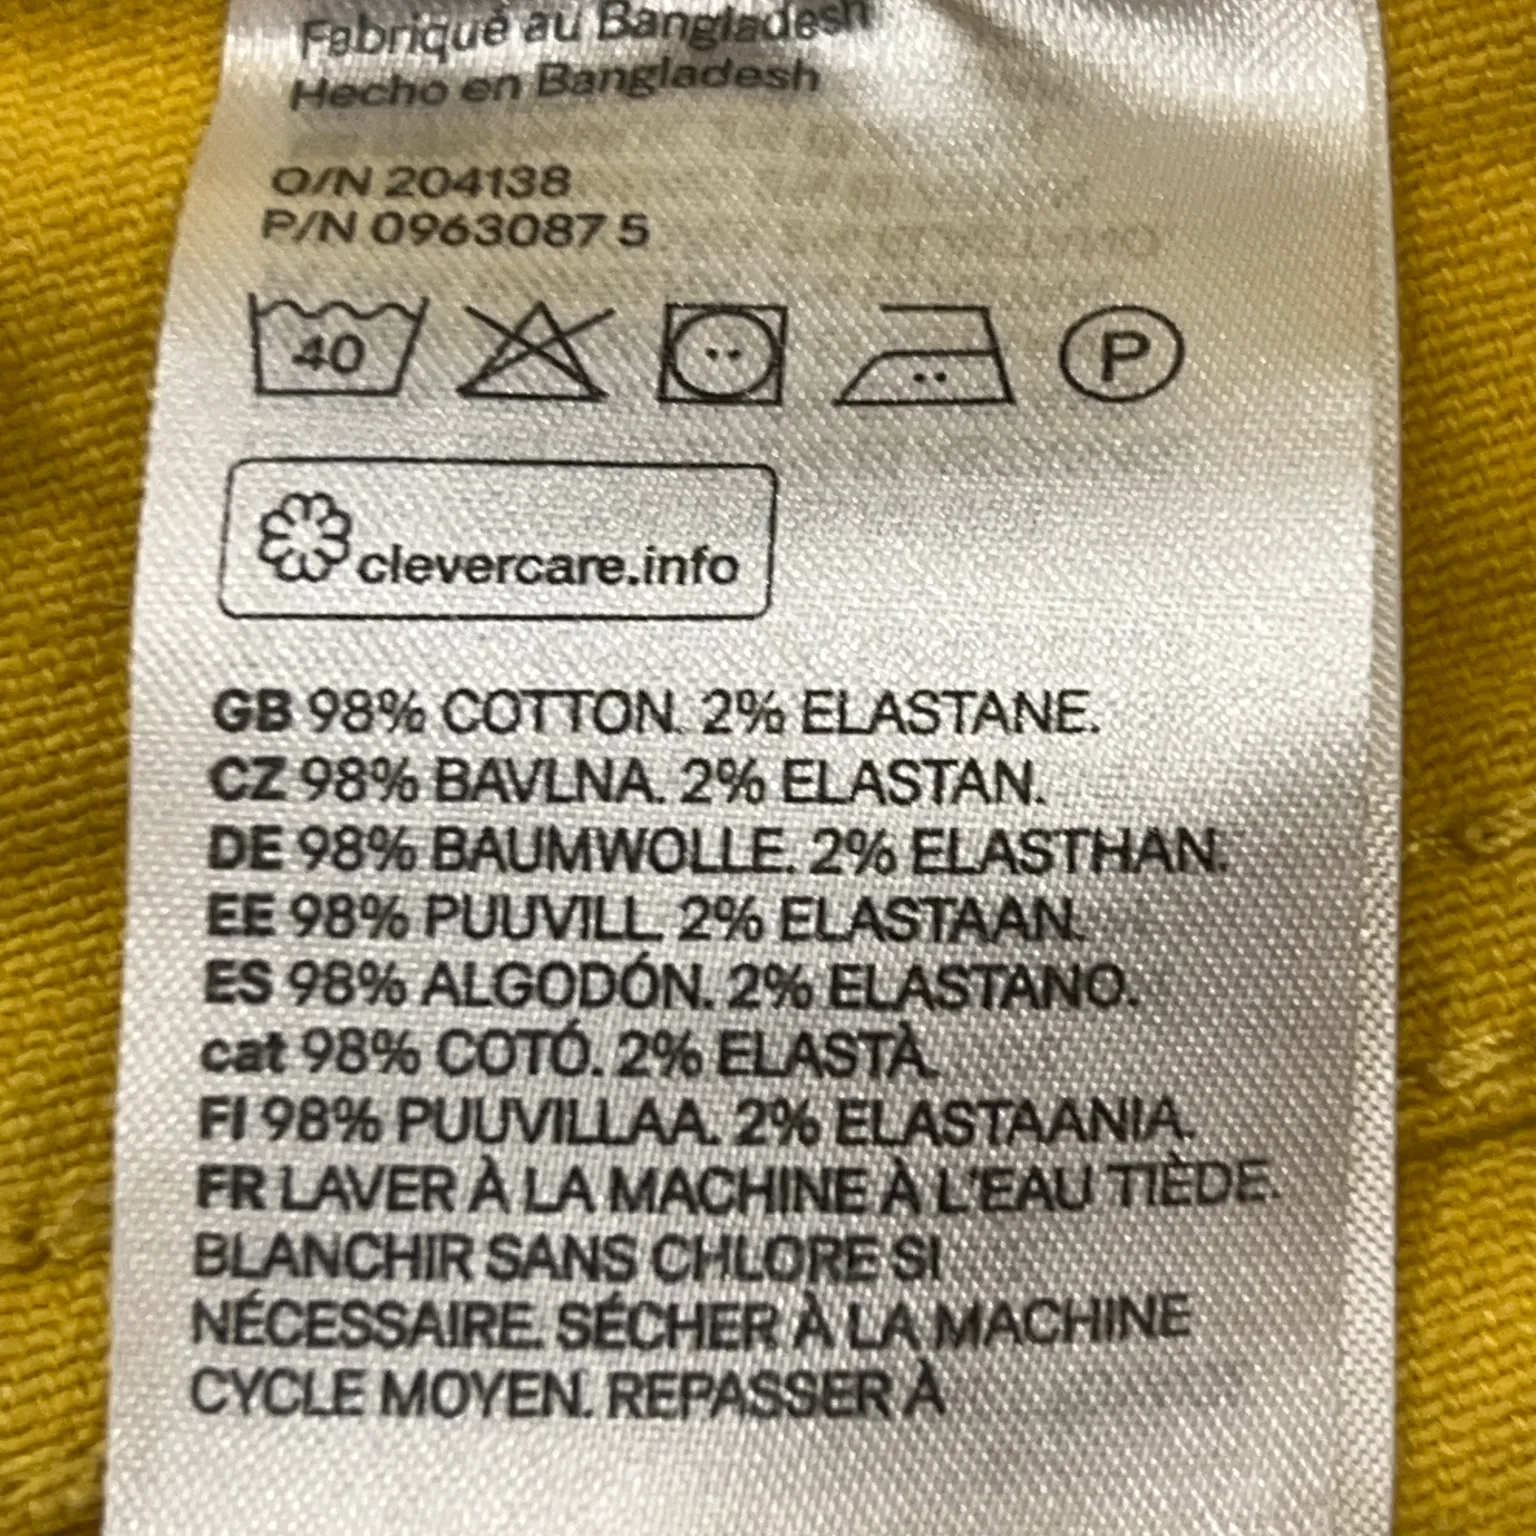 Fabriqué au Bangladesh
Hecho en Bangladesh
O/N 204138
P/N 0963087 5
40
P
clevercare.info
GB 98% COTTON. 2% ELASTANE.
CZ 98% BAVLNA. 2% ELASTAN.
DE 98% BAUMWOLLE. 2% ELASTHAN.
EE 98% PUUVILL. 2% ELASTAAN.
ES 98% ALGODÓN. 2% ELASTANO.
cat 98% COTÓ. 2% ELASTÀ.
FI 98% PUUVILLAA. 2% ELASTAANIA.
FR LAVER À LA MACHINE À L'EAU TIÈDE.
BLANCHIR SANS CHLORE SI
NÉCESSAIRE. SÉCHER À LA MACHINE
CYCLE MOYEN. REPASSER À